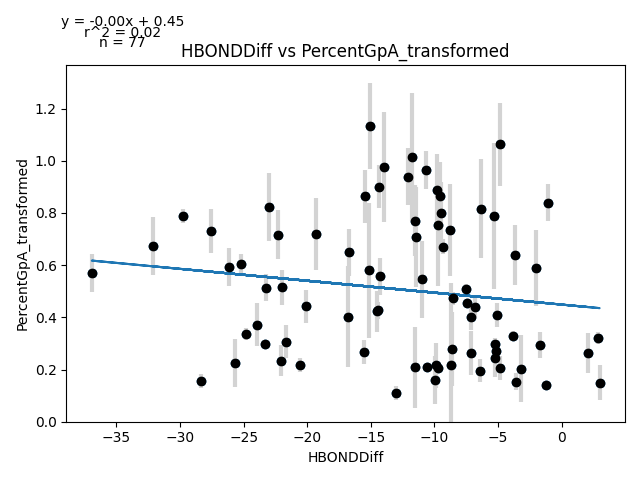 y = -0.00x + 0.45
r^2 = 0.02
n = 77
HBONDDiff vs PercentGpA_transformed
PercentGpA_transformed
1.2
1.0
0.8
0.6
0.4
0.2
0.0
−35
−30
−25
−20
−15
−10
−5
0
HBONDDiff